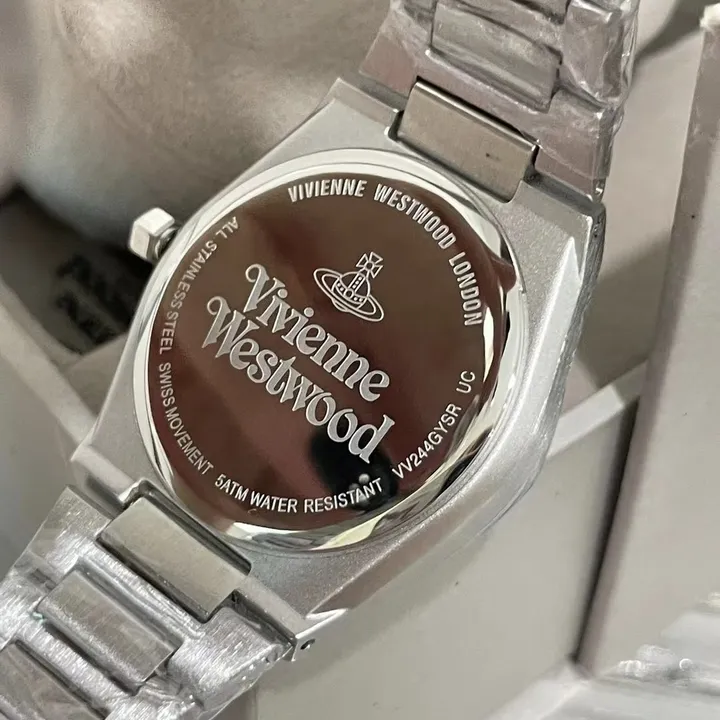 VIVIENNE WESTWOOD LONDON
Vivienne
Westwood
ALL STAINLESS STEEL SWISS MOVEMENT 5ATM WATER RESISTANT VV244GYSR UC